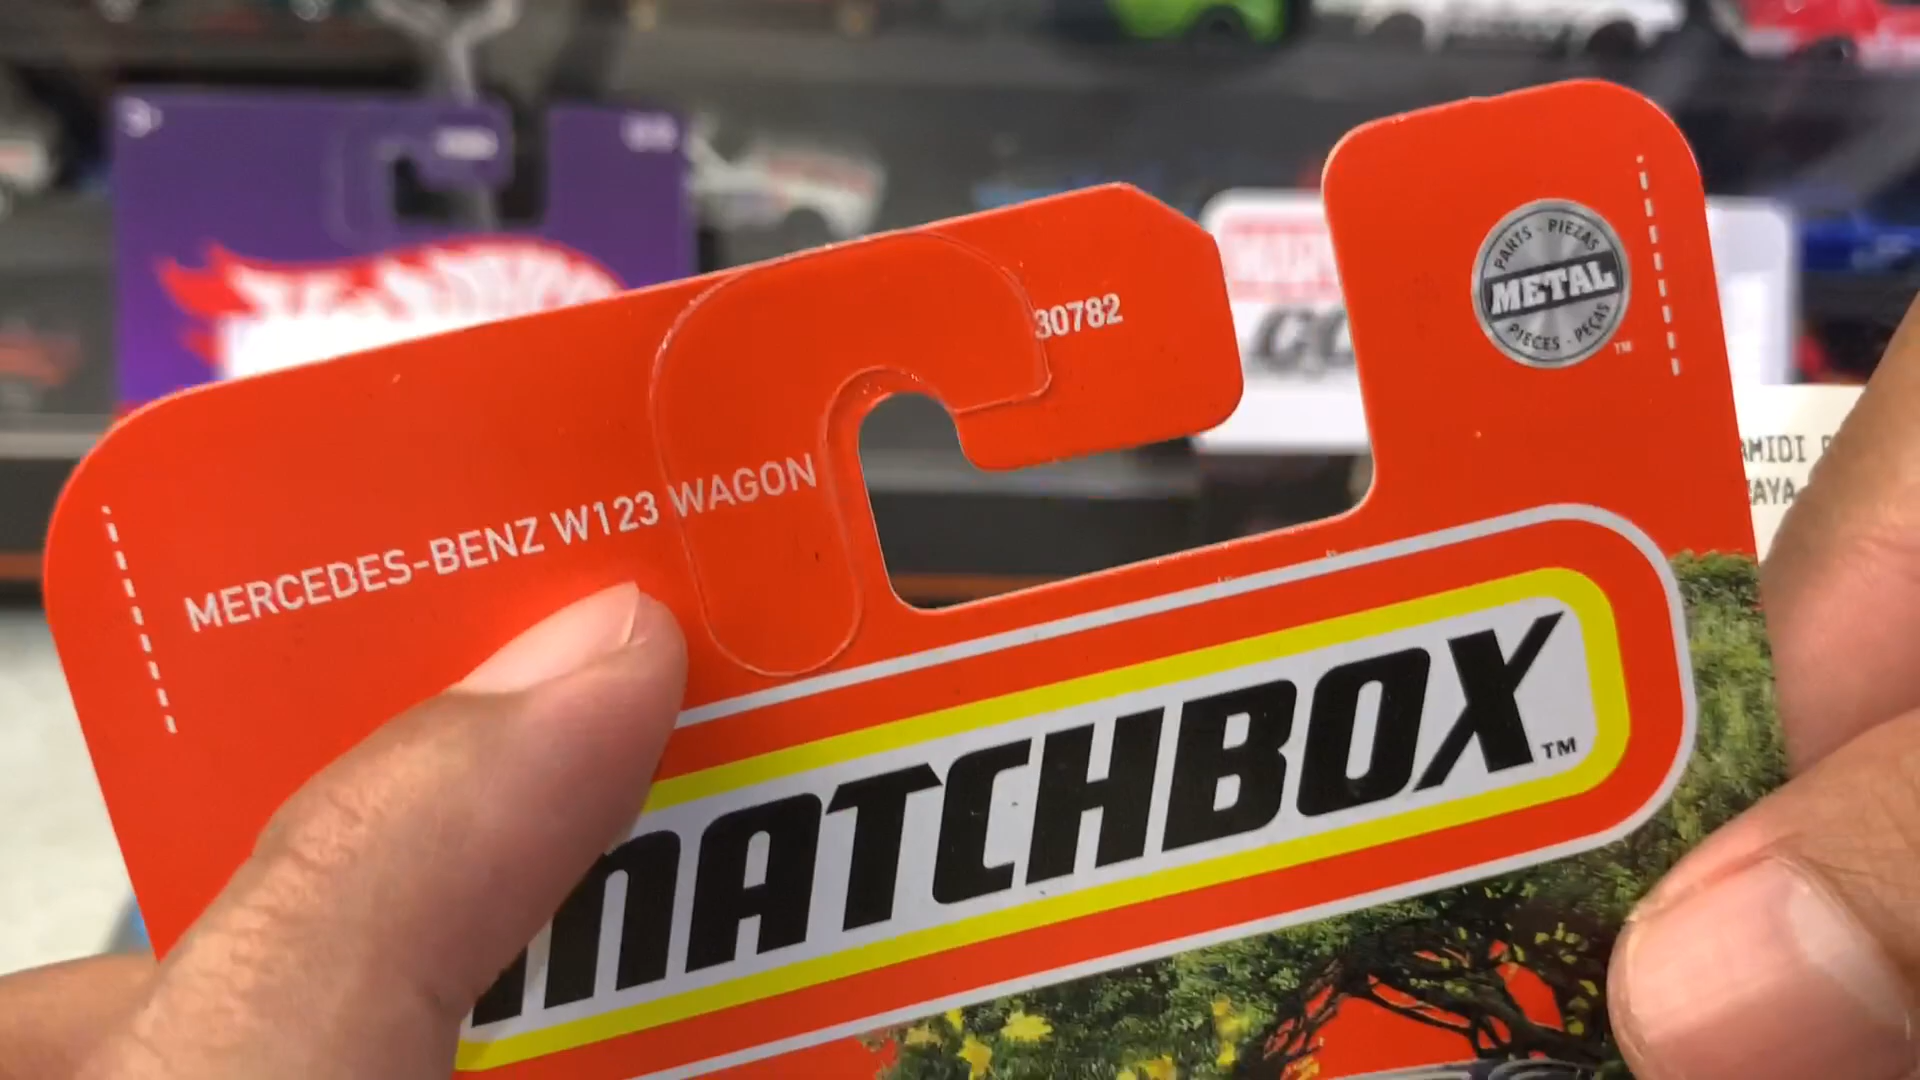 30782
PARTS - PIEZAS
METAL
PIECES - PEÇAS
TM
MERCEDES-BENZ W123 WAGON
MATCHBOX
TM